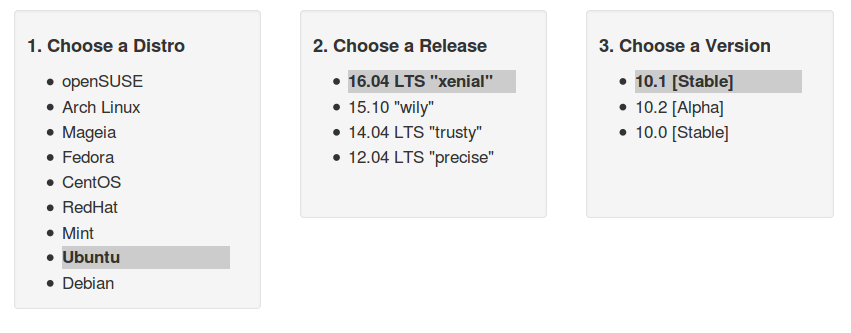 1. Choose a Distro
openSUSE
Arch Linux
Mageia
Fedora
CentOS
RedHat
Mint
Ubuntu
Debian
2. Choose a Release
16.04 LTS "xenial"
15.10 "wily"
14.04 LTS "trusty"
12.04 LTS "precise"
3. Choose a Version
10.1 [Stable]
10.2 [Alpha]
10.0 [Stable]